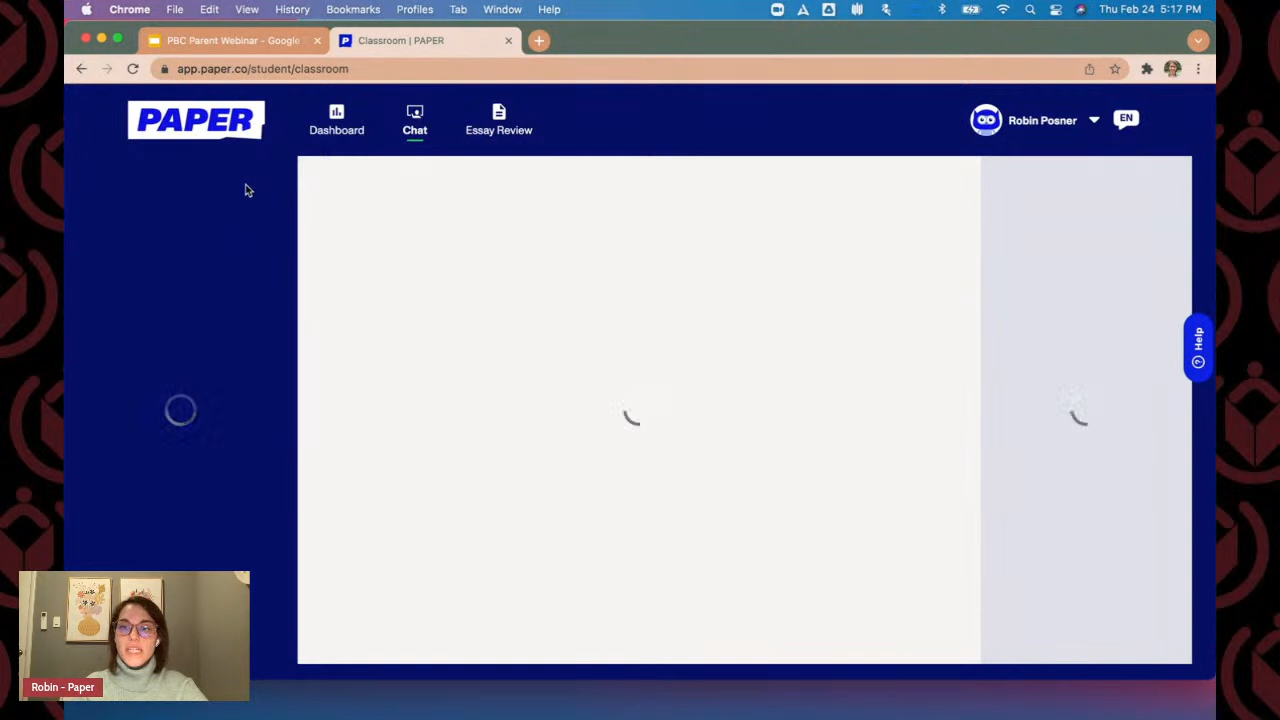 Chrome File Edit View History Bookmarks Profiles Tab Window Help Thu Feb 24 5:17 PM
PBC Parent Webinar - Google Classroom | PAPER
app.paper.co/student/classroom
PAPER Dashboard Chat Essay Review Robin Posner EN
Help
Robin - Paper